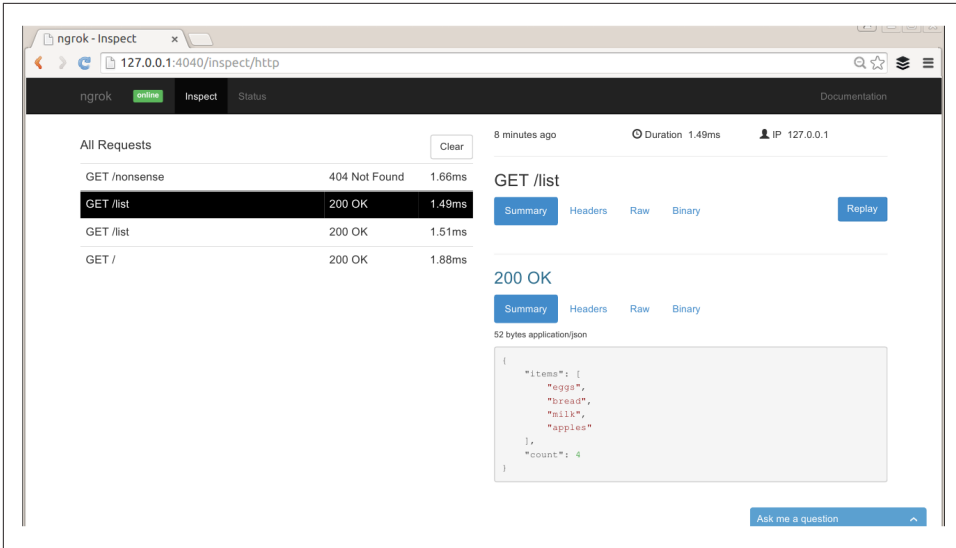 ngrok - Inspect
127.0.0.1:4040/inspect/http
ngrok online Inspect Status Documentation
All Requests Clear
GET /nonsense 404 Not Found 1.66ms
GET /list 200 OK 1.49ms
GET /list 200 OK 1.51ms
GET / 200 OK 1.88ms
8 minutes ago Duration 1.49ms IP 127.0.0.1
GET /list
Summary Headers Raw Binary Replay
200 OK
Summary Headers Raw Binary
52 bytes application/json
{
"items": [
"eggs",
"bread",
"milk",
"apples"
],
"count": 4
}
Ask me a question